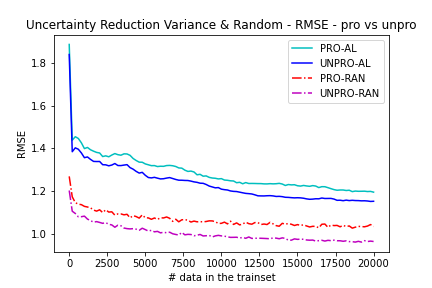 Uncertainty Reduction Variance & Random - RMSE - pro vs unpro
PRO-AL
UNPRO-AL
PRO-RAN
UNPRO-RAN
1.8
1.6
1.4
1.2
1.0
RMSE
0 2500 5000 7500 10000 12500 15000 17500 20000
# data in the trainset